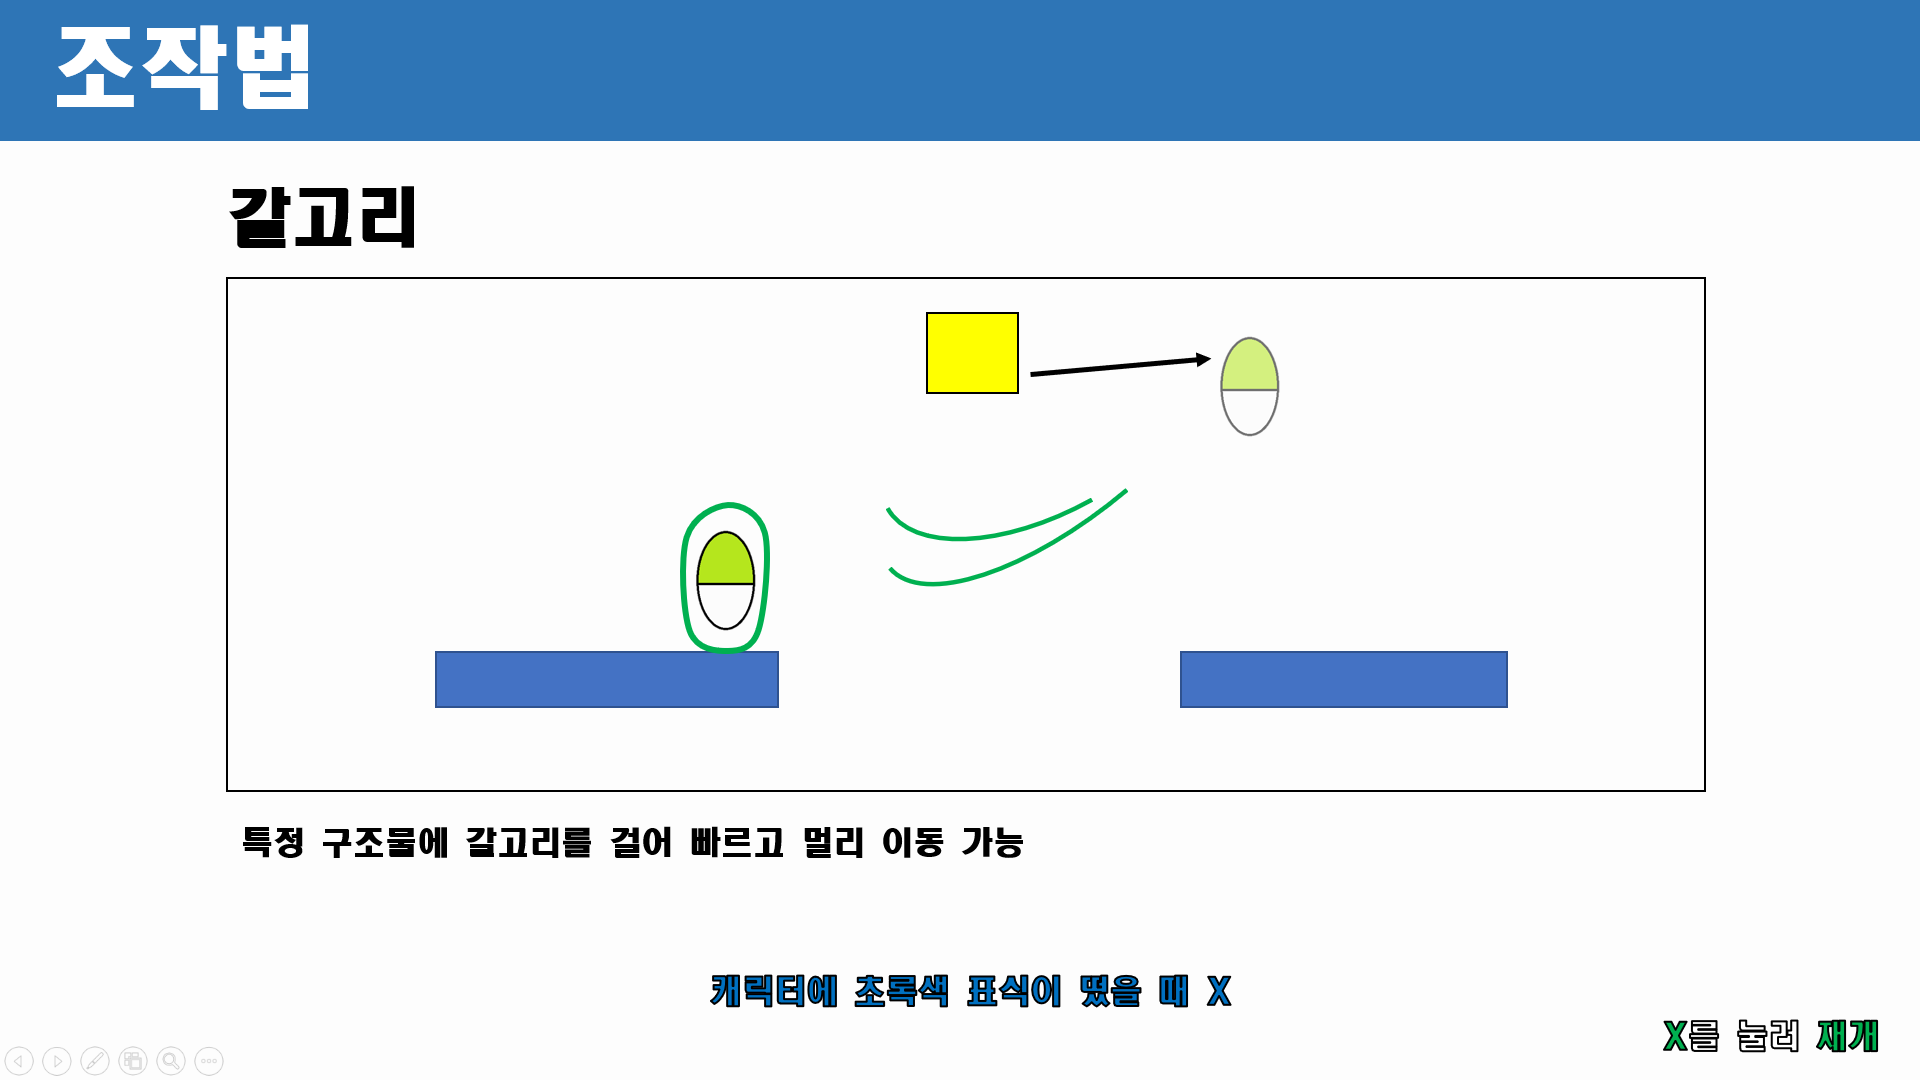 조작법
갈고리
특정 구조물에 갈고리를 걸어 빠르고 멀리 이동 가능
캐릭터에 초록색 표식이 떴을 때 X
X를 눌러 재개